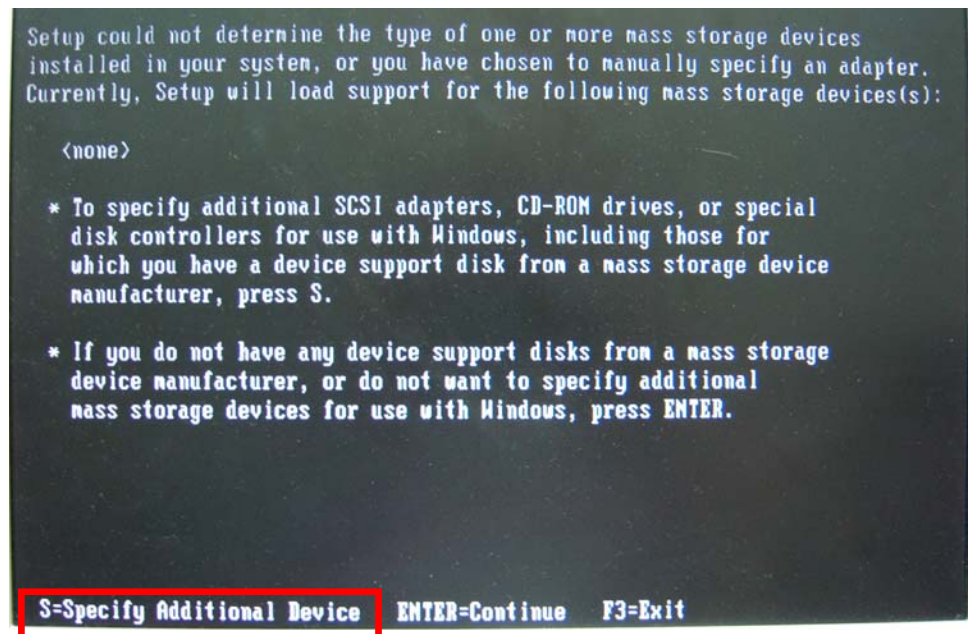 Setup could not determine the type of one or more mass storage devices
installed in your system, or you have chosen to manually specify an adapter.
Currently, Setup will load support for the following mass storage devices(s):
<none>
* To specify additional SCSI adapters, CD-ROM drives, or special
disk controllers for use with Windows, including those for
which you have a device support disk from a mass storage device
manufacturer, press S.
* If you do not have any device support disks from a mass storage
device manufacturer, or do not want to specify additional
mass storage devices for use with Windows, press ENTER.
S=Specify Additional Device ENTER=Continue F3=Exit